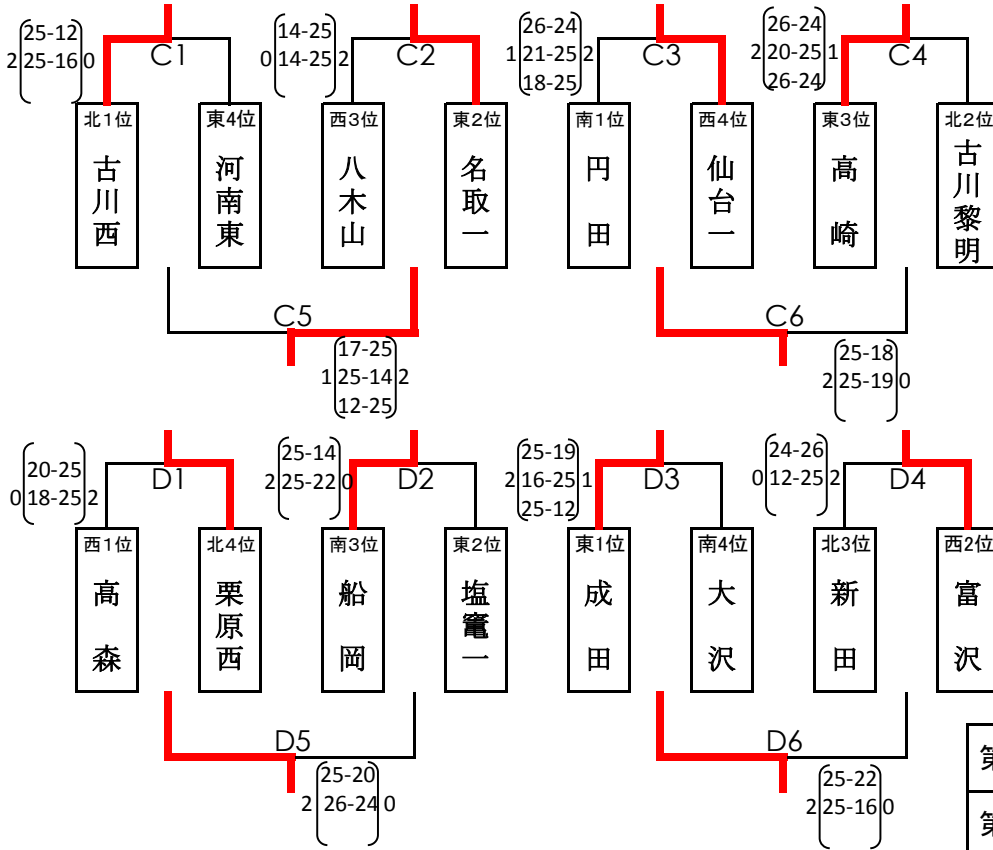 25-12
2 25-16 0
C1
14-25
0 14-25 2
C2
26-24
1 21-25 2
18-25
C3
26-24
2 20-25 1
26-24
C4
北1位
古川西
東4位
河南東
西3位
八木山
東2位
名取一
南1位
円田
西4位
仙台一
東3位
高崎
北2位
古川黎明
C5
17-25
1 25-14 2
12-25
C6
25-18
2 25-19 0
20-25
0 18-25 2
D1
25-14
2 25-22 0
D2
25-19
2 16-25 1
25-12
D3
24-26
0 12-25 2
D4
西1位
高森
北4位
栗原西
南3位
船岡
東2位
塩竈一
東1位
成田
南4位
大沢
北3位
新田
西2位
富沢
D5
25-20
2 26-24 0
D6
25-22
2 25-16 0
第
第